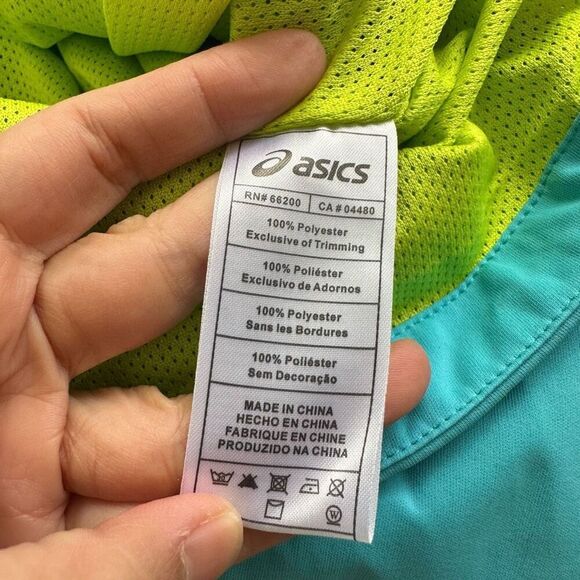 asics
RN# 66200 CA # 04480
100% Polyester
Exclusive of Trimming
100% Poliéster
Exclusivo de Adornos
100% Polyester
Sans les Bordures
100% Poliéster
Sem Decoração
MADE IN CHINA
HECHO EN CHINA
FABRIQUE EN CHINE
PRODUZIDO NA CHINA
W